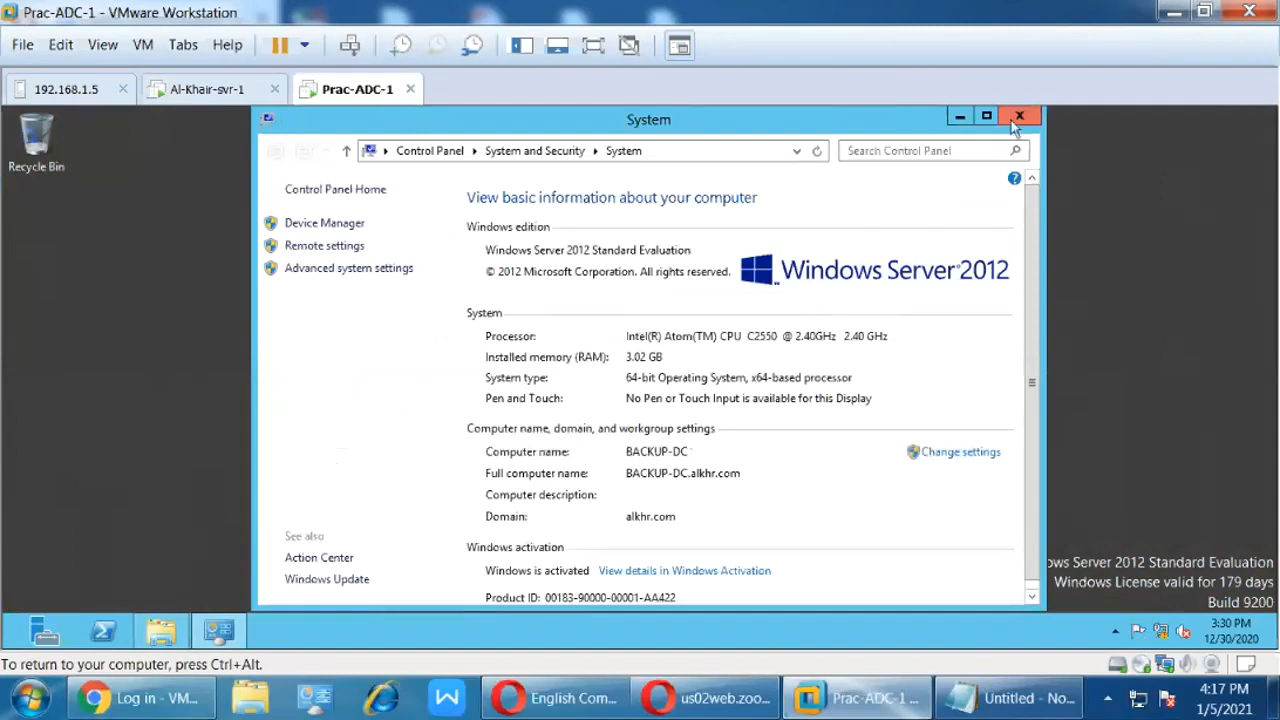 Prac-ADC-1 - VMware Workstation
File Edit View VM Tabs Help
192.168.1.5 Al-Khair-svr-1 Prac-ADC-1
Recycle Bin
System
Control Panel System and Security System
Search Control Panel
Control Panel Home
Device Manager
Remote settings
Advanced system settings
View basic information about your computer
Windows edition
Windows Server 2012 Standard Evaluation
© 2012 Microsoft Corporation. All rights reserved.
Windows Server 2012
System
Processor: Intel(R) Atom(TM) CPU C2550 @ 2.40GHz 2.40 GHz
Installed memory (RAM): 3.02 GB
System type: 64-bit Operating System, x64-based processor
Pen and Touch: No Pen or Touch Input is available for this Display
Computer name, domain, and workgroup settings
Computer name: BACKUP-DC
Change settings
Full computer name: BACKUP-DC.alkhr.com
Computer description:
Domain: alkhr.com
Windows activation
Windows is activated View details in Windows Activation
Product ID: 00183-90000-00001-AA422
See also
Action Center
Windows Update
ows Server 2012 Standard Evaluation
Windows License valid for 179 days
Build 9200
3:30 PM
12/30/2020
To return to your computer, press Ctrl+Alt.
Log in - VM...
English Com...
us02web.zoo...
Prac-ADC-1 ...
Untitled - No...
4:17 PM
1/5/2021